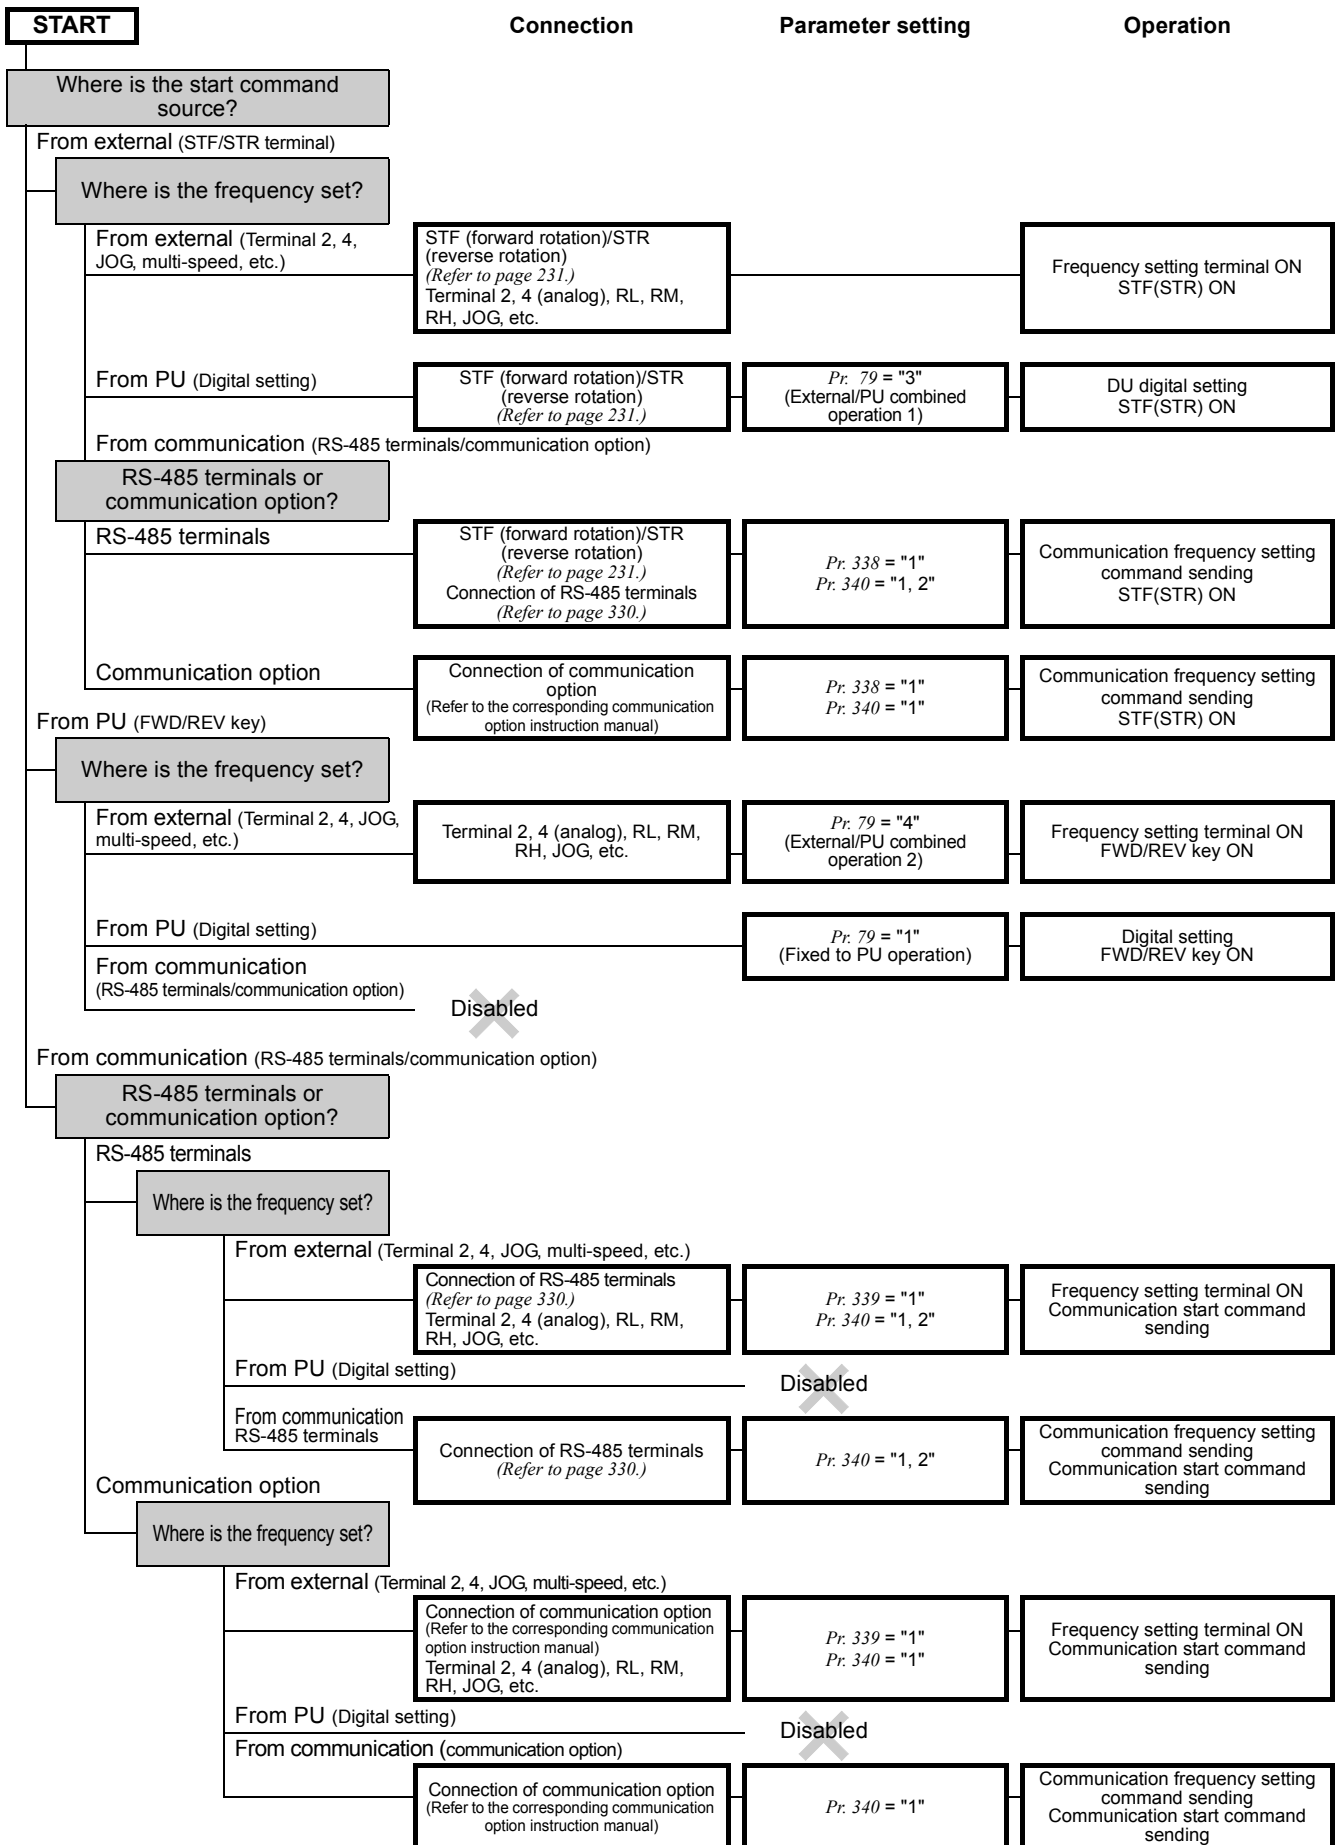 START
Connection
Parameter setting
Operation
Where is the start command
source?
From external (STF/STR terminal)
Where is the frequency set?
From external (Terminal 2, 4,
JOG, multi-speed, etc.)
STF (forward rotation)/STR
(reverse rotation)
(Refer to page 231.)
Terminal 2, 4 (analog), RL, RM,
RH, JOG, etc.
Frequency setting terminal ON
STF(STR) ON
From PU (Digital setting)
STF (forward rotation)/STR
(reverse rotation)
(Refer to page 231.)
Pr. 79 = "3"
(External/PU combined
operation 1)
DU digital setting
STF(STR) ON
From communication (RS-485 terminals/communication option)
RS-485 terminals or
communication option?
RS-485 terminals
STF (forward rotation)/STR
(reverse rotation)
(Refer to page 231.)
Connection of RS-485 terminals
(Refer to page 330.)
Pr. 338 = "1"
Pr. 340 = "1, 2"
Communication frequency setting
command sending
STF(STR) ON
Communication option
Connection of communication
option
(Refer to the corresponding communication
option instruction manual)
Pr. 338 = "1"
Pr. 340 = "1"
Communication frequency setting
command sending
STF(STR) ON
From PU (FWD/REV key)
Where is the frequency set?
From external (Terminal 2, 4, JOG,
multi-speed, etc.)
Terminal 2, 4 (analog), RL, RM,
RH, JOG, etc.
Pr. 79 = "4"
(External/PU combined
operation 2)
Frequency setting terminal ON
FWD/REV key ON
From PU (Digital setting)
Pr. 79 = "1"
(Fixed to PU operation)
Digital setting
FWD/REV key ON
From communication
(RS-485 terminals/communication option)
Disabled
From communication (RS-485 terminals/communication option)
RS-485 terminals or
communication option?
RS-485 terminals
Where is the frequency set?
From external (Terminal 2, 4, JOG, multi-speed, etc.)
Connection of RS-485 terminals
(Refer to page 330.)
Terminal 2, 4 (analog), RL, RM,
RH, JOG, etc.
Pr. 339 = "1"
Pr. 340 = "1, 2"
Frequency setting terminal ON
Communication start command
sending
From PU (Digital setting)
Disabled
From communication
RS-485 terminals
Connection of RS-485 terminals
(Refer to page 330.)
Pr. 340 = "1, 2"
Communication frequency setting
command sending
Communication start command
sending
Communication option
Where is the frequency set?
From external (Terminal 2, 4, JOG, multi-speed, etc.)
Connection of communication option
(Refer to the corresponding communication
option instruction manual)
Terminal 2, 4 (analog), RL, RM,
RH, JOG, etc.
Pr. 339 = "1"
Pr. 340 = "1"
Frequency setting terminal ON
Communication start command
sending
From PU (Digital setting)
Disabled
From communication (communication option)
Connection of communication option
(Refer to the corresponding communication
option instruction manual)
Pr. 340 = "1"
Communication frequency setting
command sending
Communication start command
sending